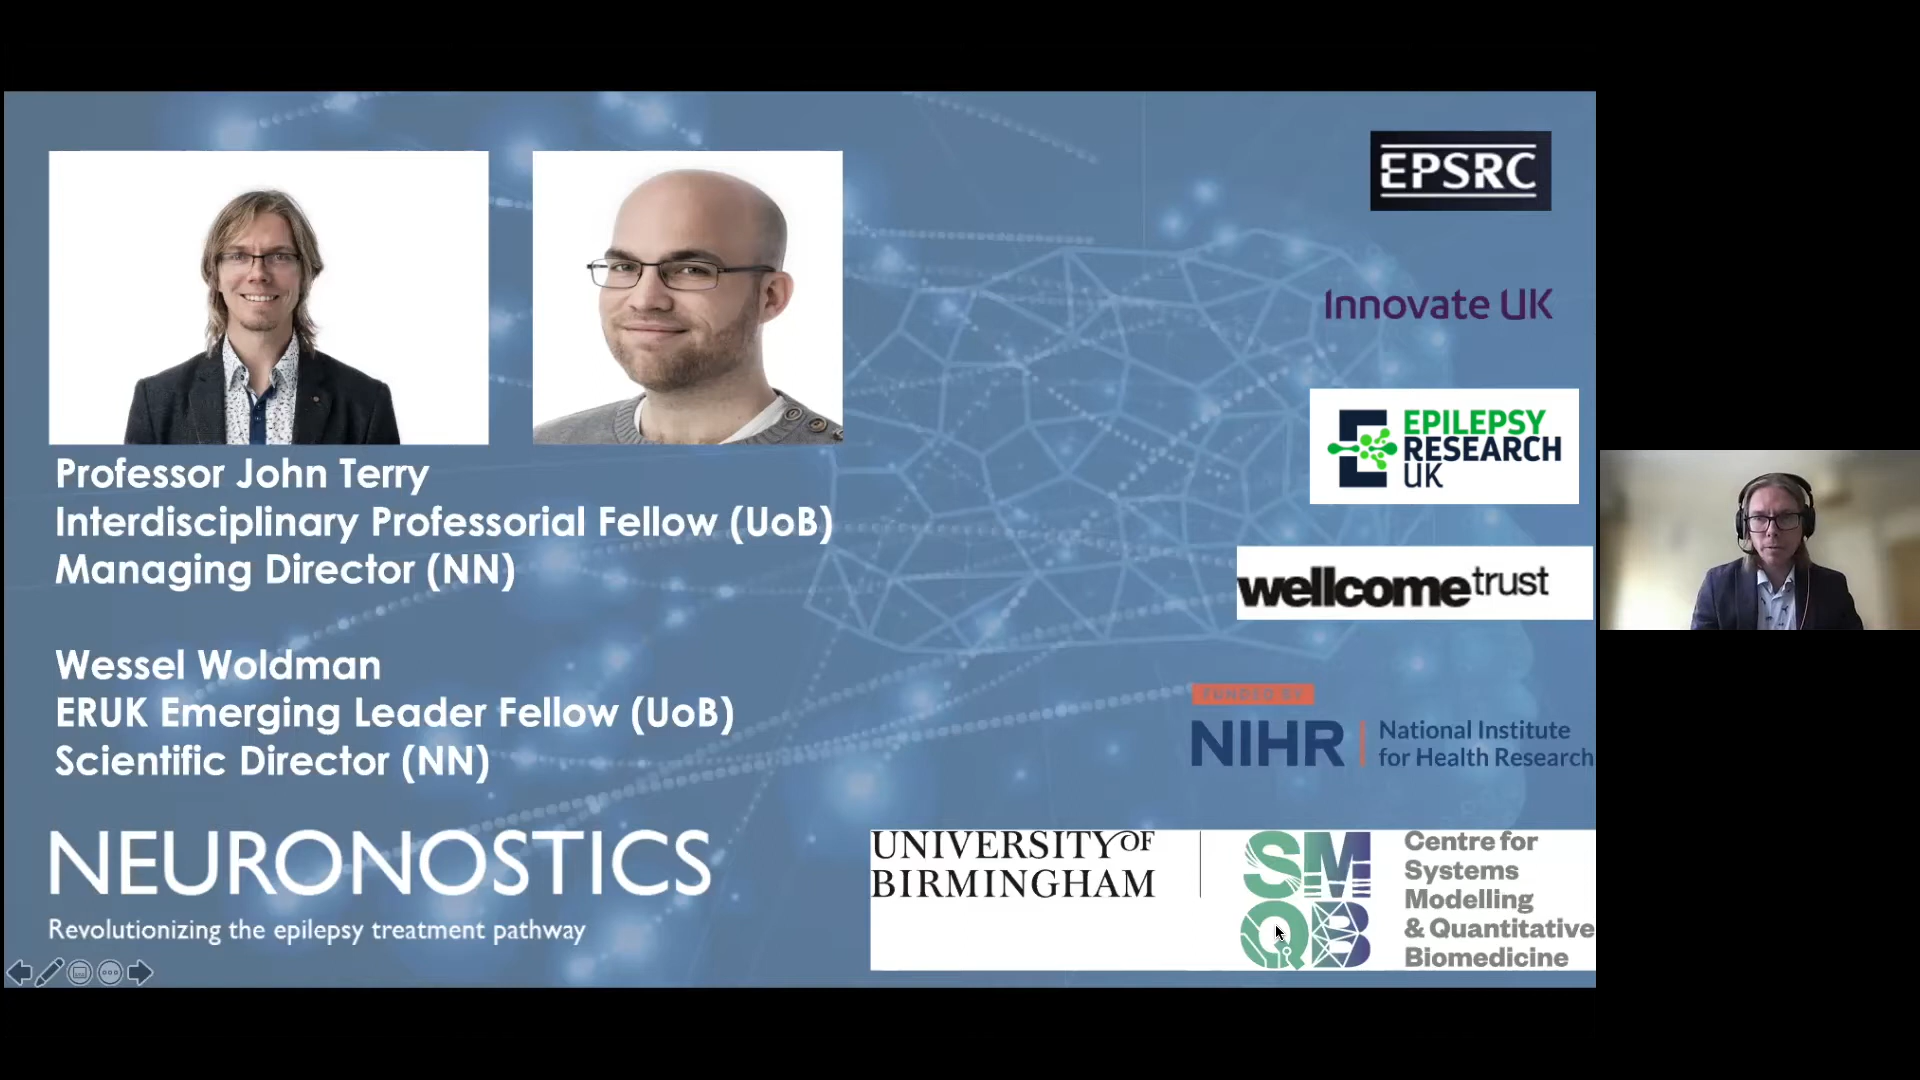 Professor John Terry
Interdisciplinary Professorial Fellow (UoB)
Managing Director (NN)
Wessel Woldman
ERUK Emerging Leader Fellow (UoB)
Scientific Director (NN)
NEURONOSTICS
Revolutionizing the epilepsy treatment pathway
EPSRC
Innovate UK
EPILEPSY
RESEARCH
UK
wellcometrust
FUNDED BY
NIHR
National Institute
for Health Research
UNIVERSITY OF
BIRMINGHAM
SM
QB
Centre for
Systems
Modelling
& Quantitative
Biomedicine